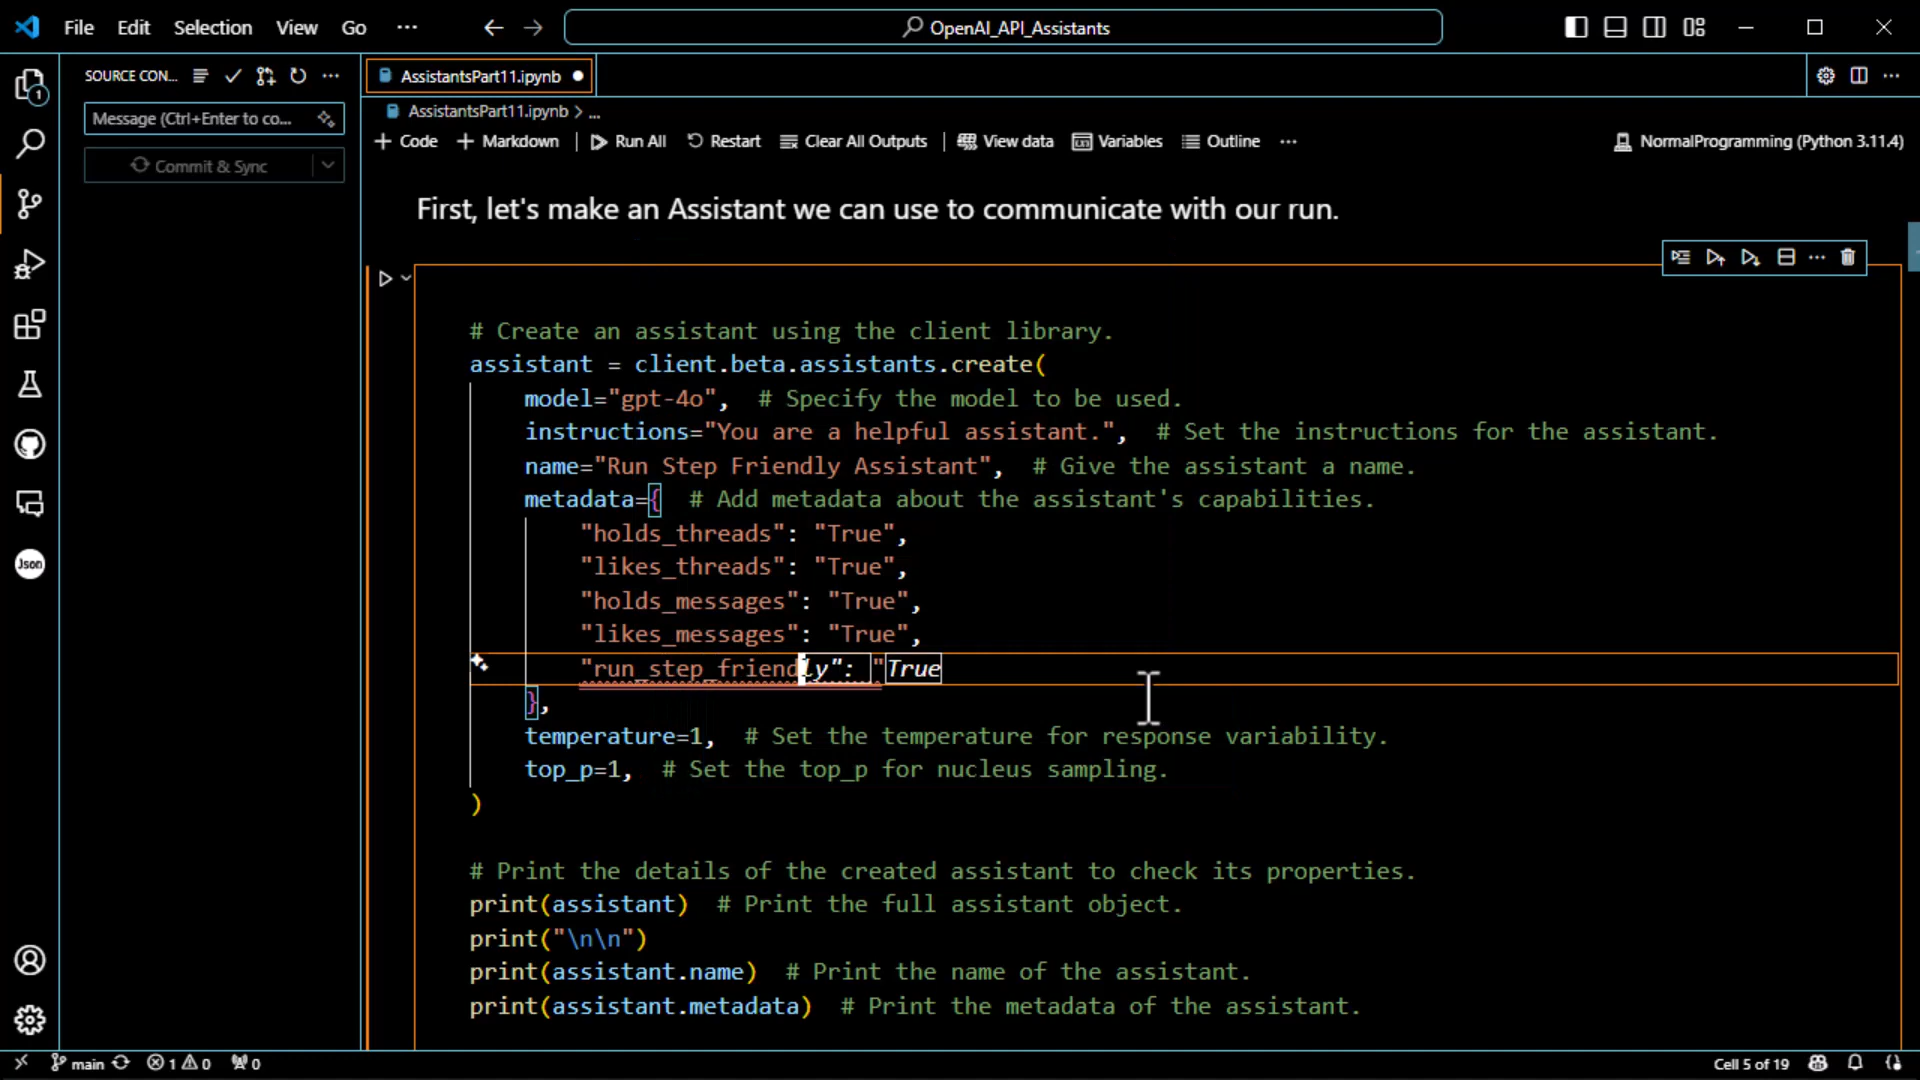 File Edit Selection View Go ··· OpenAI_API_Assistants
SOURCE CON...
AssistantsPart11.ipynb
Message (Ctrl+Enter to co...
AssistantsPart11.ipynb > ...
Commit & Sync
+ Code + Markdown Run All Restart Clear All Outputs View data Variables Outline ··· NormalProgramming (Python 3.11.4)
First, let's make an Assistant we can use to communicate with our run.
# Create an assistant using the client library.
assistant = client.beta.assistants.create(
model="gpt-4o",  # Specify the model to be used.
instructions="You are a helpful assistant.",  # Set the instructions for the assistant.
name="Run Step Friendly Assistant",  # Give the assistant a name.
metadata={  # Add metadata about the assistant's capabilities.
"holds_threads": "True",
"likes_threads": "True",
"holds_messages": "True",
"likes_messages": "True",
"run_step_friendly": "True
},
temperature=1,  # Set the temperature for response variability.
top_p=1,  # Set the top_p for nucleus sampling.
)
# Print the details of the created assistant to check its properties.
print(assistant)  # Print the full assistant object.
print("\n\n")
print(assistant.name)  # Print the name of the assistant.
print(assistant.metadata)  # Print the metadata of the assistant.
1
Json
main 1 0 0 Cell 5 of 19